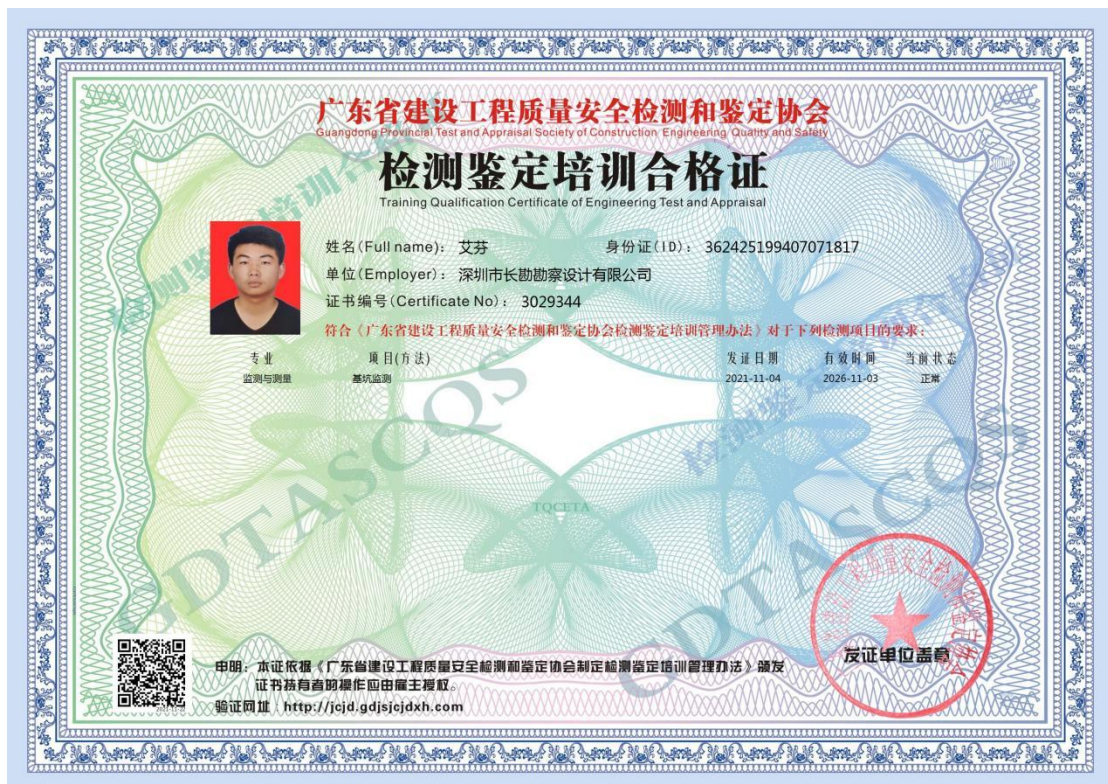 广东省建设工程质量安全检测和鉴定协会
Guangdong Provincial Test and Appraisal Society of Construction Engineering Quality and Safety
检测鉴定培训合格证
Training Qualification Certificate of Engineering Test and Appraisal
姓名(Full name): 艾芬 身份证(ID): 362425199407071817
单位(Employer): 深圳市长勘勘察设计有限公司
证书编号(Certificate No): 3029344
符合《广东省建设工程质量安全检测和鉴定协会检测鉴定培训管理办法》对于下列检测项目的要求:
专业 项目(方法) 发证日期 有效时间 当前状态
监测与测量 基坑监测 2021-11-04 2026-11-03 正常
GDTASCQS
GDTASCQS
TQCETA
发证单位盖章
申明: 本证依据《广东省建设工程质量安全检测和鉴定协会制定检测鉴定培训管理办法》颁发
证书持有者的操作应由雇主授权。
验证网址: http://jcjd.gdjsjcjdxh.com